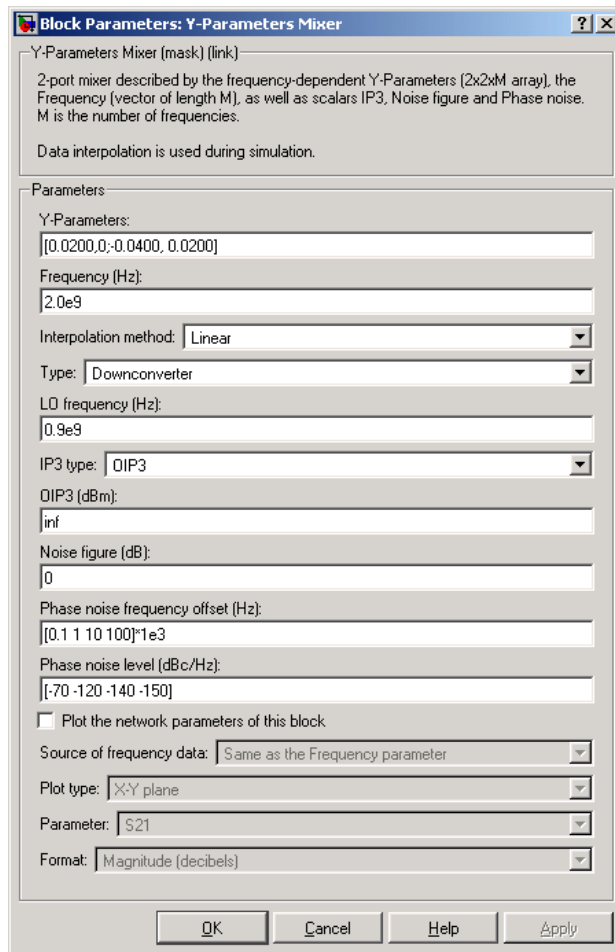 Block Parameters: Y-Parameters Mixer
Y-Parameters Mixer (mask) (link)
2-port mixer described by the frequency-dependent Y-Parameters (2x2xM array), the
Frequency (vector of length M), as well as scalars IP3, Noise figure and Phase noise.
M is the number of frequencies.
Data interpolation is used during simulation.
Parameters
Y-Parameters:
[0.0200,0;-0.0400, 0.0200]
Frequency (Hz):
2.0e9
Interpolation method: Linear
Type: Downconverter
LO frequency (Hz):
0.9e9
IP3 type: OIP3
OIP3 (dBm):
inf
Noise figure (dB):
0
Phase noise frequency offset (Hz):
[0.1 1 10 100]*1e3
Phase noise level (dBc/Hz):
[-70 -120 -140 -150]
Plot the network parameters of this block
Source of frequency data: Same as the Frequency parameter
Plot type: X-Y plane
Parameter: S21
Format: Magnitude (decibels)
OK Cancel Help Apply